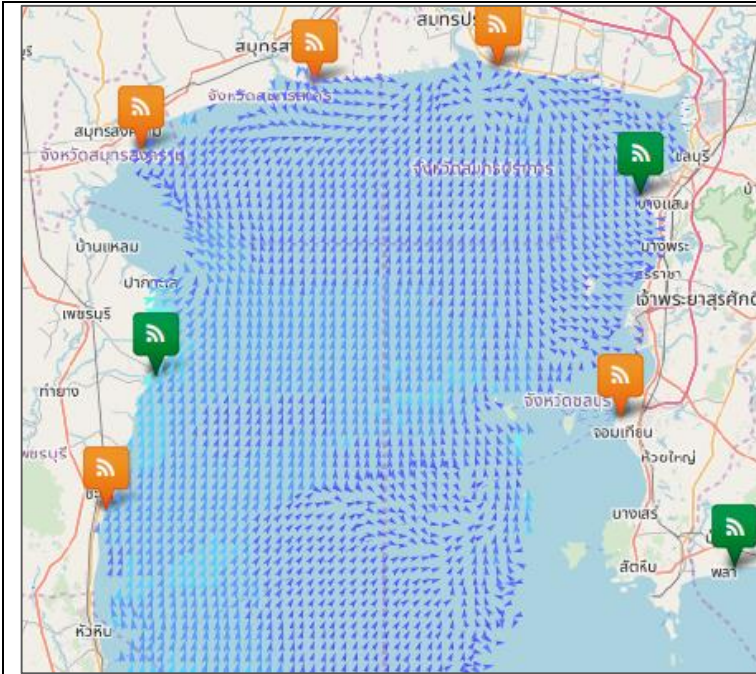 สมุทรปร
สมุทรสา
จังหวัดสมุทรสาคร
สมุทรสงคราม
จังหวัดสมุทรสงคราม
ชลบุรี
จังหวัดสมุทรปราการ
บางแสน
บ้านแหลม
บางพระ
ศรีราชา
เจ้าพระยาสุรศักดิ์
เพชรบุรี
ท่ายาง
จังหวัดชลบุรี
จอมเทียน
ห้วยใหญ่
เพชรบุรี
ชะ
บางเสร่
สัตหีบ
พลา
หัวหิน